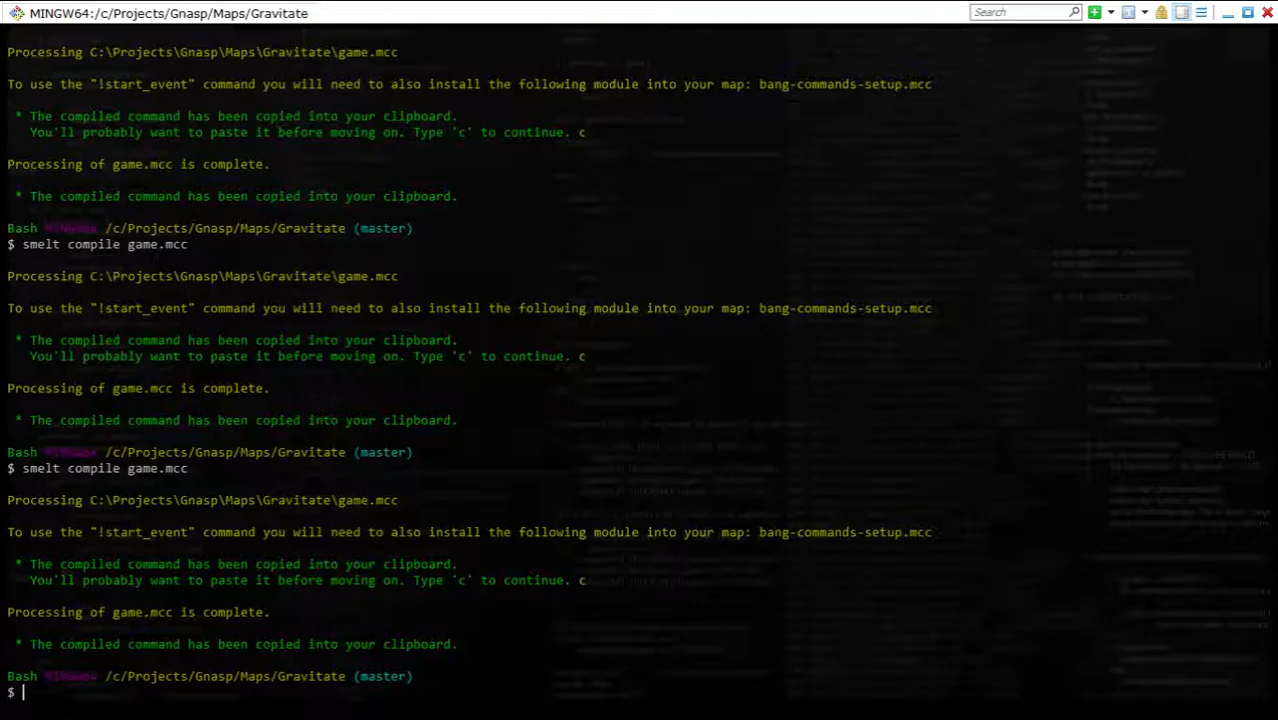 MINGW64:/c/Projects/Gnasp/Maps/Gravitate
Search
Processing C:\Projects\Gnasp\Maps\Gravitate\game.mcc
To use the "!start_event" command you will need to also install the following module into your map: bang-commands-setup.mcc
* The compiled command has been copied into your clipboard.
You'll probably want to paste it before moving on. Type 'c' to continue. c
Processing of game.mcc is complete.
* The compiled command has been copied into your clipboard.
Bash MINGW64 /c/Projects/Gnasp/Maps/Gravitate (master)
$ smelt compile game.mcc
Processing C:\Projects\Gnasp\Maps\Gravitate\game.mcc
To use the "!start_event" command you will need to also install the following module into your map: bang-commands-setup.mcc
* The compiled command has been copied into your clipboard.
You'll probably want to paste it before moving on. Type 'c' to continue. c
Processing of game.mcc is complete.
* The compiled command has been copied into your clipboard.
Bash MINGW64 /c/Projects/Gnasp/Maps/Gravitate (master)
$ smelt compile game.mcc
Processing C:\Projects\Gnasp\Maps\Gravitate\game.mcc
To use the "!start_event" command you will need to also install the following module into your map: bang-commands-setup.mcc
* The compiled command has been copied into your clipboard.
You'll probably want to paste it before moving on. Type 'c' to continue. c
Processing of game.mcc is complete.
* The compiled command has been copied into your clipboard.
Bash MINGW64 /c/Projects/Gnasp/Maps/Gravitate (master)
$